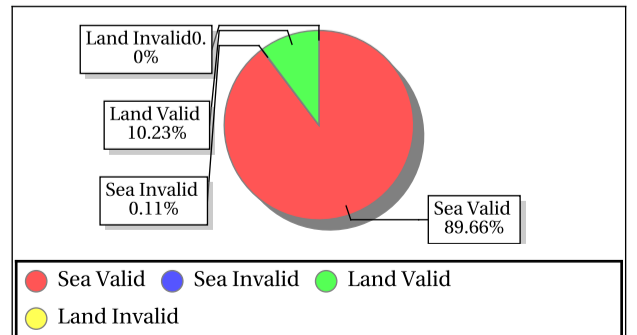 Land Invalid0.
0%
Land Valid
10.23%
Sea Invalid
0.11%
Sea Valid
89.66%
Sea Valid Sea Invalid Land Valid
Land Invalid